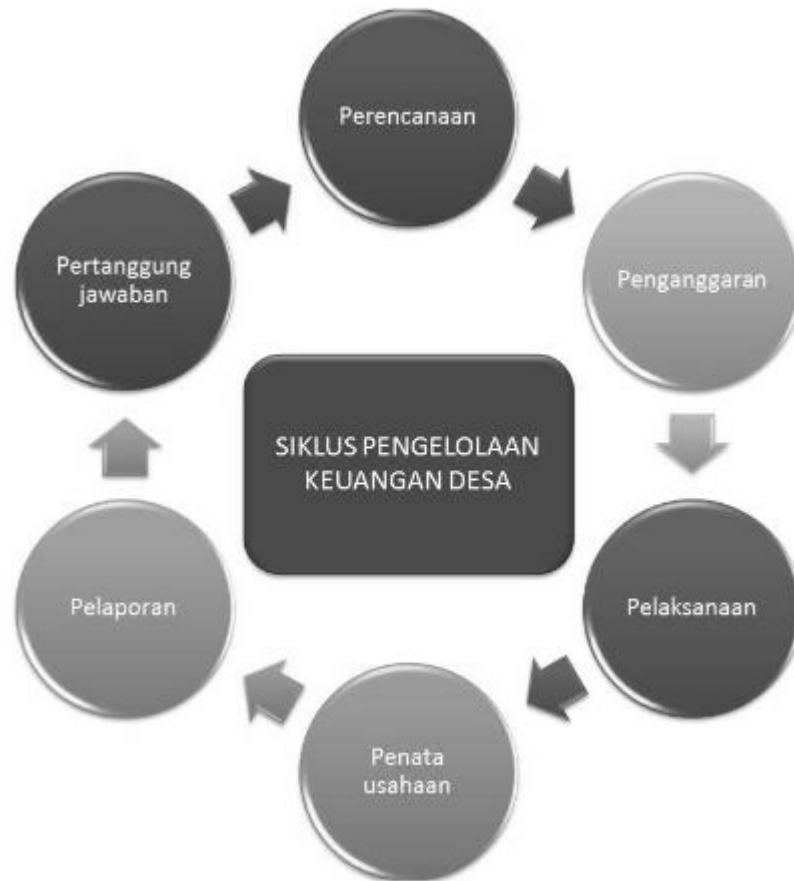 Perencanaan
Penganggaran
Pelaksanaan
Penata
usahaan
Pelaporan
Pertanggung
jawaban
SIKLUS PENGELOLAAN
KEUANGAN DESA